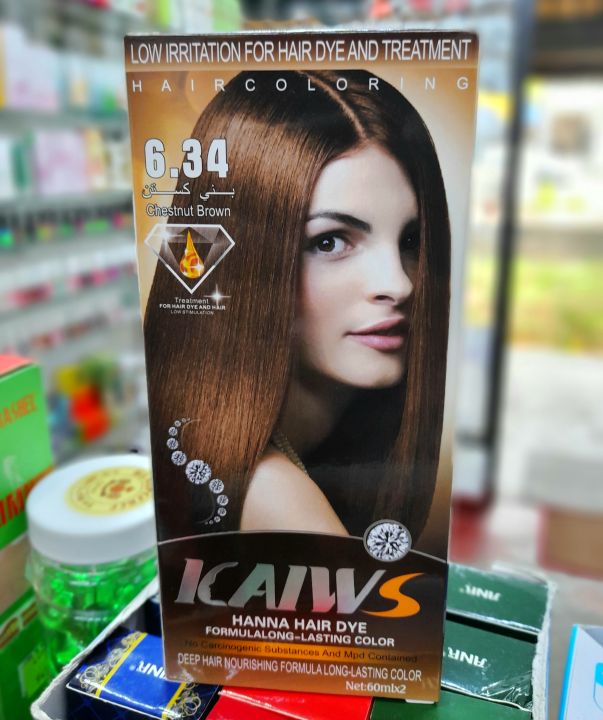 LOW IRRITATION FOR HAIR DYE AND TREATMENT
HAIRCOLORING
6.34
بني كستن
Chestnut Brown
Treatment
FOR HAIR DYE AND HAIR
LOW STIMULATION
KAIWS
HANNA HAIR DYE
FORMULALONG-LASTING COLOR
No Carcinogenic Substances And Mpd Contained
DEEP HAIR NOURISHING FORMULA LONG-LASTING COLOR
Net:60mlx2